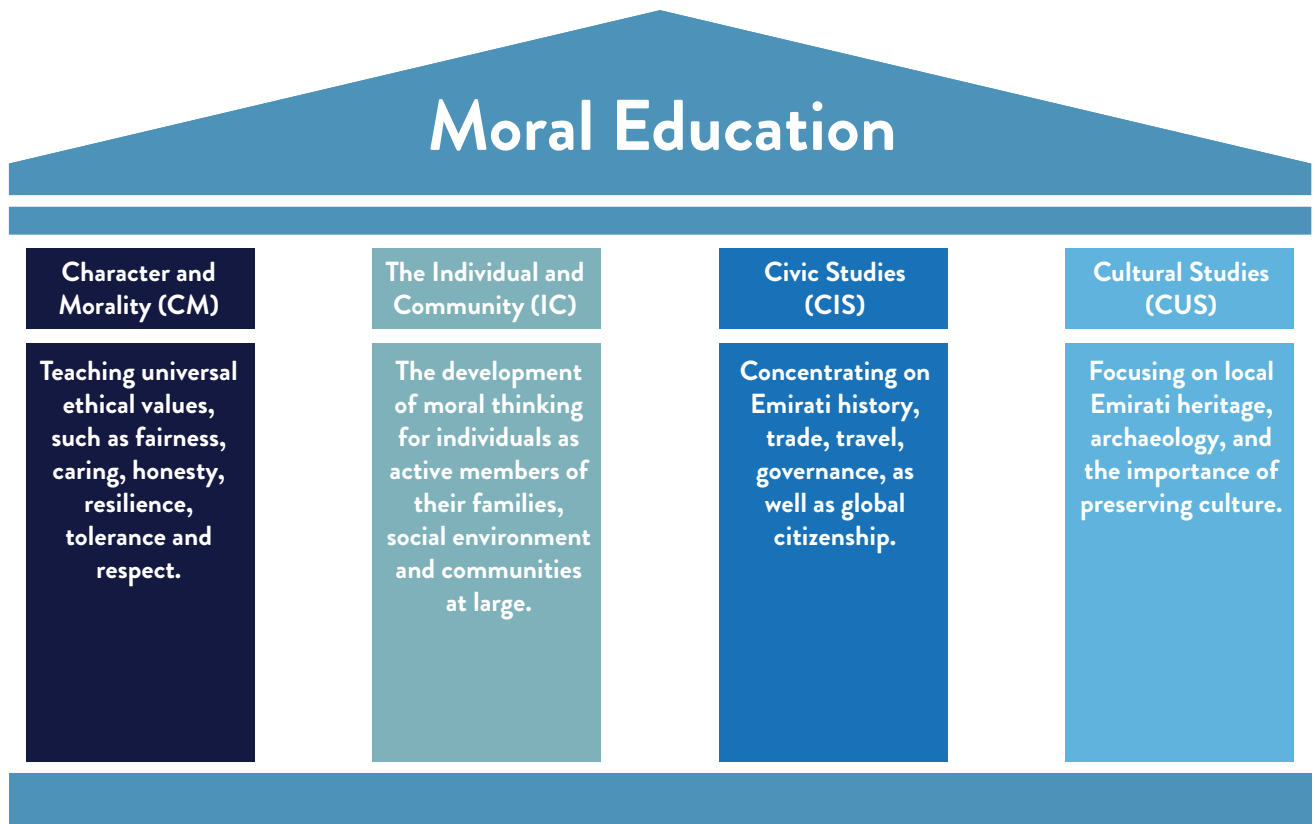 Moral Education
Character and
Morality (CM)
Teaching universal
ethical values,
such as fairness,
caring, honesty,
resilience,
tolerance and
respect.
The Individual and
Community (IC)
The development
of moral thinking
for individuals as
active members of
their families,
social environment
and communities
at large.
Civic Studies
(CIS)
Concentrating on
Emirati history,
trade, travel,
governance, as
well as global
citizenship.
Cultural Studies
(CUS)
Focusing on local
Emirati heritage,
archaeology, and
the importance of
preserving culture.